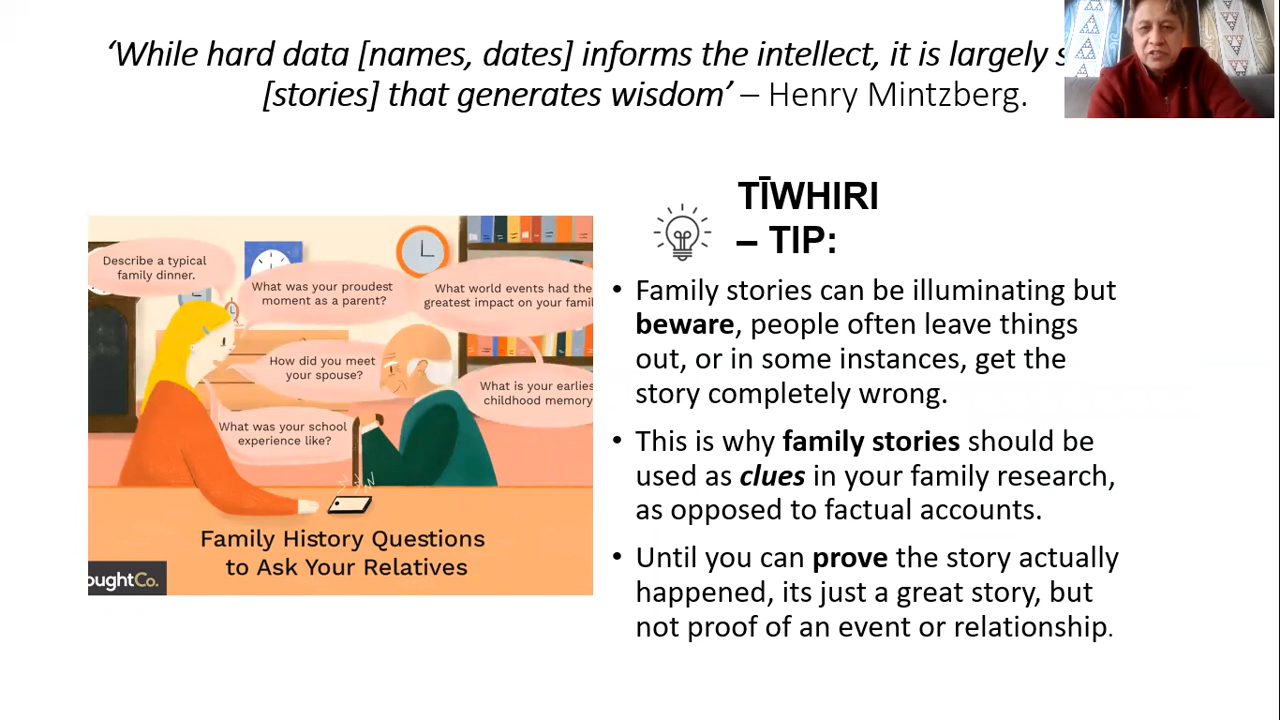 ‘While hard data [names, dates] informs the intellect, it is largely
[stories] that generates wisdom’ – Henry Mintzberg.
TĪWHIRI
– TIP:
• Family stories can be illuminating but
beware, people often leave things
out, or in some instances, get the
story completely wrong.
• This is why family stories should be
used as clues in your family research,
as opposed to factual accounts.
• Until you can prove the story actually
happened, its just a great story, but
not proof of an event or relationship.
Describe a typical
family dinner.
What was your proudest
moment as a parent?
What world events had the
greatest impact on your
How did you meet
your spouse?
What is your
childhood memory
What was your school
experience like?
Family History Questions
to Ask Your Relatives
oughtCo.